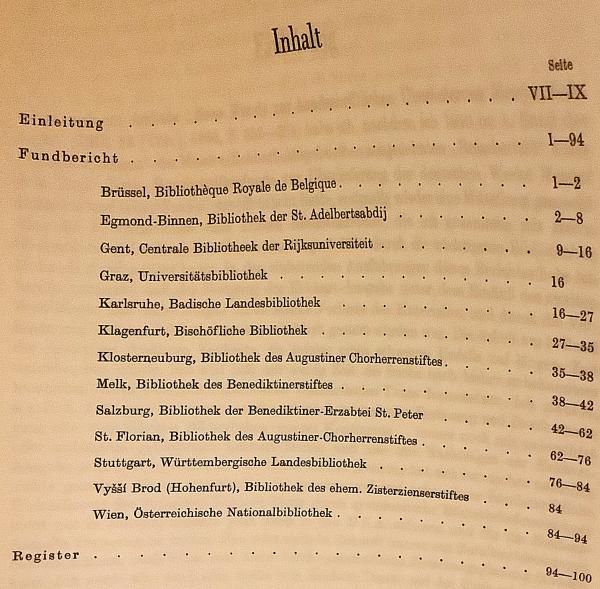 Inhalt
Seite
Einleitung . . . . . . . . . . . . . . VII—IX
Fundbericht . . . . . . . . . . . . . . 1—94
Brüssel, Bibliothèque Royale de Belgique . . . . . . . . 1—2
Egmond-Binnen, Bibliothek der St. Adelbertsabdij . . . . . . 2—8
Gent, Centrale Bibliotheek der Rijksuniversiteit . . . . . . . 9—16
Graz, Universitätsbibliothek . . . . . . . . . . 16
Karlsruhe, Badische Landesbibliothek . . . . . . . . 16—27
Klagenfurt, Bischöfliche Bibliothek . . . . . . . . . 27—35
Klosterneuburg, Bibliothek des Augustiner Chorherrenstiftes . . . . . 35—38
Melk, Bibliothek des Benediktinerstiftes . . . . . . . . 38—42
Salzburg, Bibliothek der Benediktiner-Erzabtei St. Peter . . . . . 42—62
St. Florian, Bibliothek des Augustiner-Chorherrenstiftes . . . . . . 62—76
Stuttgart, Württembergische Landesbibliothek . . . . . . . 76—84
Vyšší Brod (Hohenfurt), Bibliothek des ehem. Zisterzienserstiftes . . . . 84
Wien, Österreichische Nationalbibliothek . . . . . . . . 84—94
Register . . . . . . . . . . . . . . . . 94—100